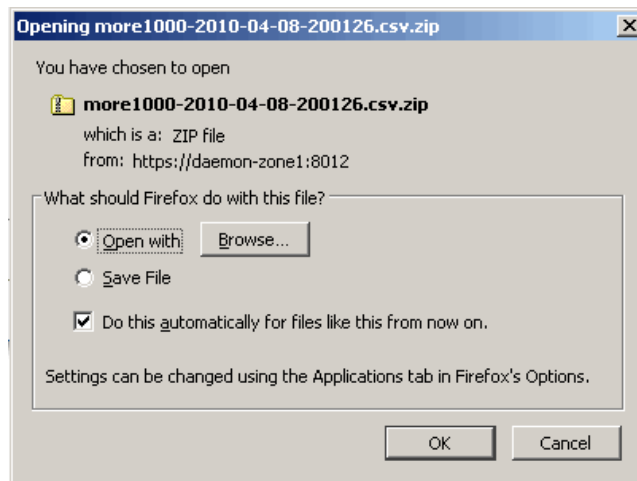 Opening more1000-2010-04-08-200126.csv.zip
You have chosen to open
more1000-2010-04-08-200126.csv.zip
which is a: ZIP file
from: https://daemon-zone1:8012
What should Firefox do with this file?
Open with Browse...
Save File
Do this automatically for files like this from now on.
Settings can be changed using the Applications tab in Firefox's Options.
OK Cancel